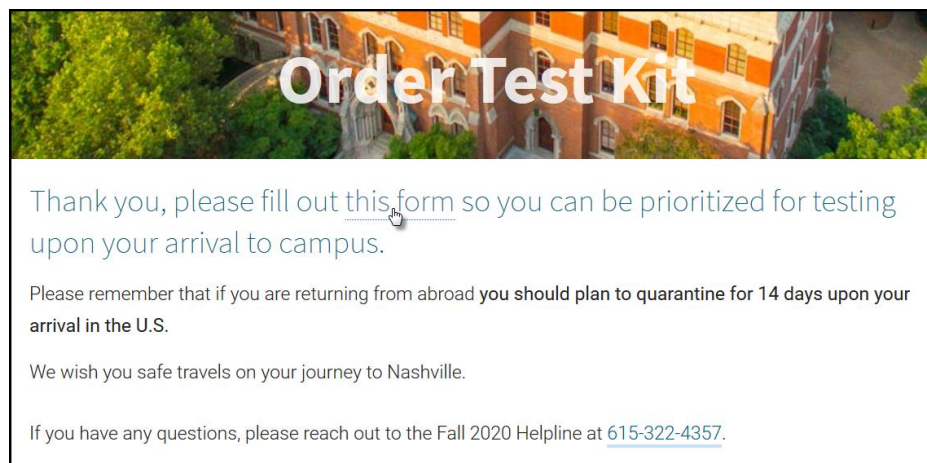 Order Test Kit
Thank you, please fill out this form so you can be prioritized for testing
upon your arrival to campus.
Please remember that if you are returning from abroad you should plan to quarantine for 14 days upon your
arrival in the U.S.
We wish you safe travels on your journey to Nashville.
If you have any questions, please reach out to the Fall 2020 Helpline at 615-322-4357.